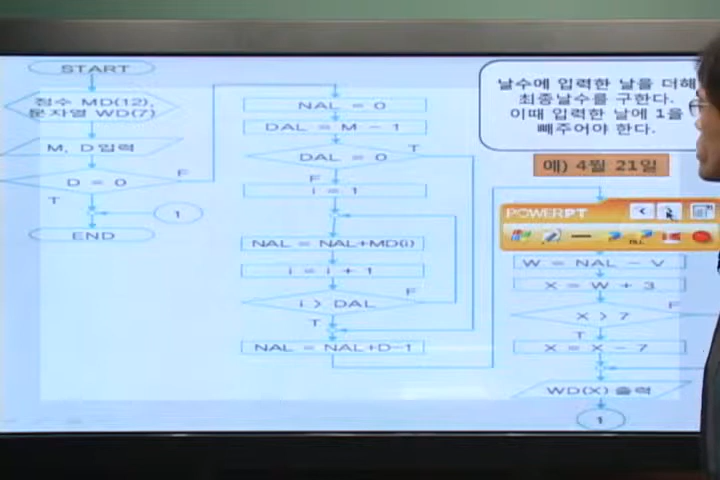 START
정수 MD(12),
문자열 WD(7)
M, D입력
D = 0
F
T
1
END
NAL = 0
DAL = M - 1
DAL = 0
T
F
i = 1
NAL = NAL+MD(i)
i = i + 1
i > DAL
F
T
NAL = NAL+D-1
날수에 입력한 날을 더해
최종날수를 구한다.
이때 입력한 날에 1을
빼주어야 한다.
예) 4월 21일
POWERPT
W = NAL - V
X = W + 3
X > 7
F
T
X = X - 7
WD(X) 출력
1